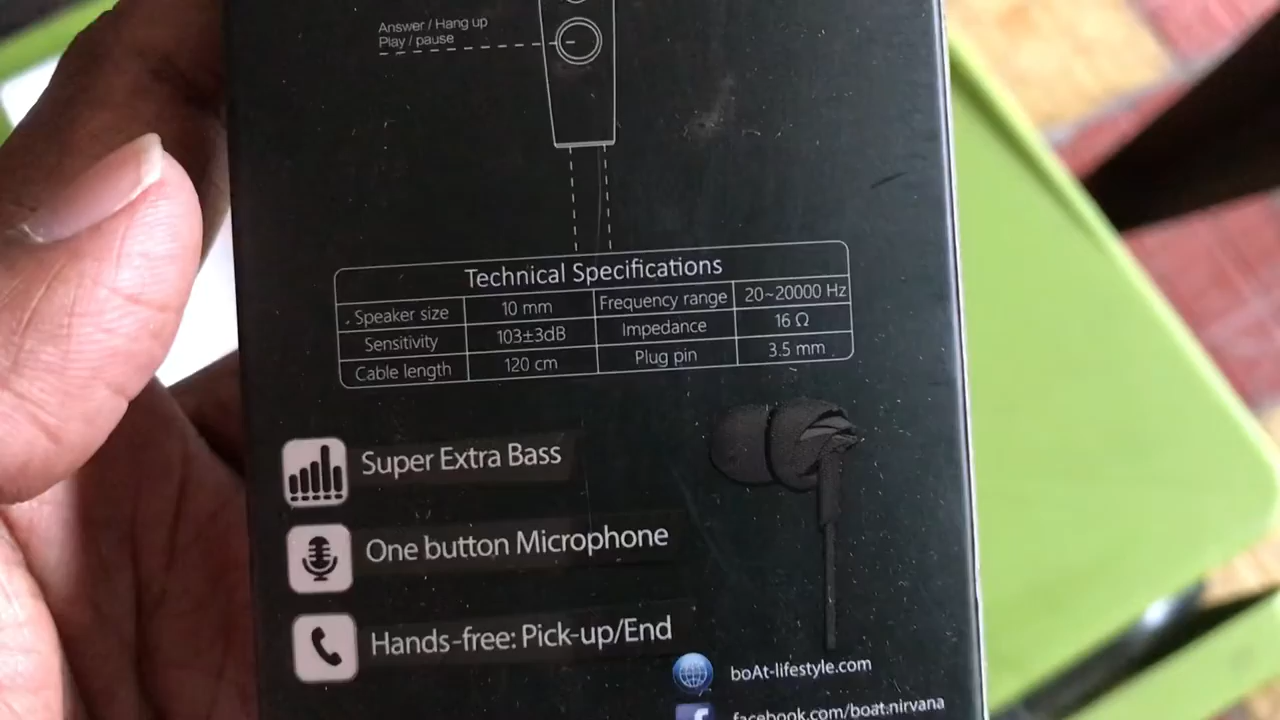 Answer / Hang up
Play / pause
Technical Specifications
Speaker size 10 mm Frequency range 20~20000 Hz
Sensitivity 103±3dB Impedance 16 Ω
Cable length 120 cm Plug pin 3.5 mm
Super Extra Bass
One button Microphone
Hands-free: Pick-up/End
boAt-lifestyle.com
facebook.com/boat.nirvana